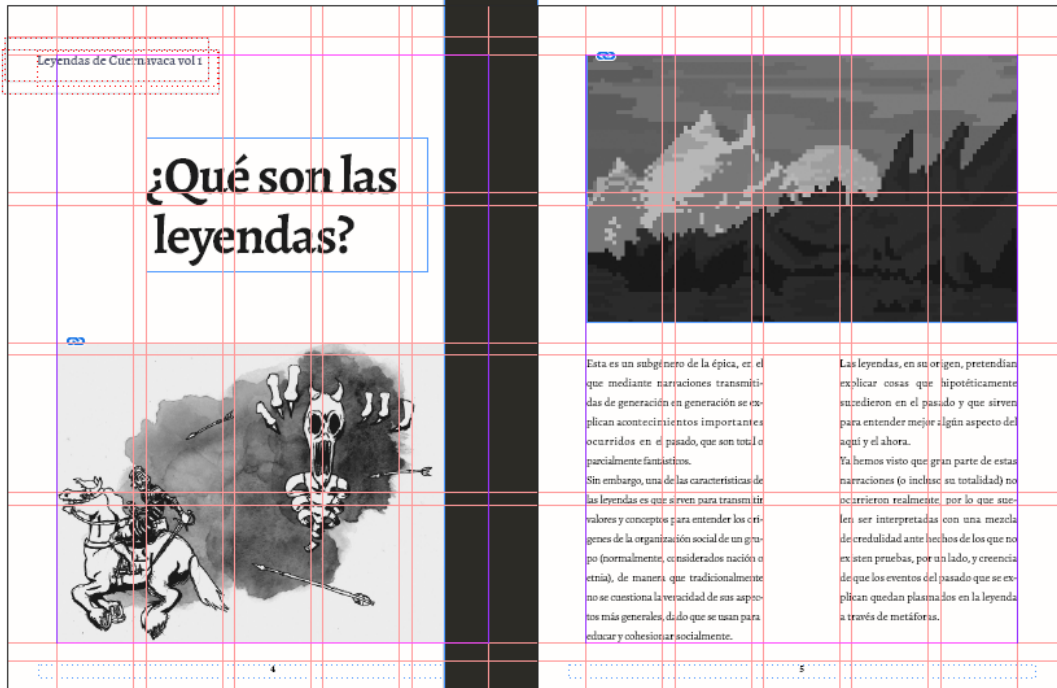 Leyendas de Cuernavaca vol 1
¿Qué son las
leyendas?
4
Esta es un subgénero de la épica, en el
que mediante narraciones transmiti-
das de generación en generación se ex-
plican acontecimientos importantes
ocurridos en el pasado, que son total o
parcialmente fantásticos.
Sin embargo, una de las características de
las leyendas es que sirven para transmitir
valores y conceptos para entender los orí-
genes de la organización social de un gru-
po (normalmente, considerados nación o
etnia), de manera que tradicionalmente
no se cuestiona la veracidad de sus aspec-
tos más generales, dado que se usan para
educar y cohesionar socialmente.
Las leyendas, en su origen, pretendían
explicar cosas que hipotéticamente
sucedieron en el pasado y que sirven
para entender mejor algún aspecto del
aquí y el ahora.
Ya hemos visto que gran parte de estas
narraciones (o incluso su totalidad) no
ocurrieron realmente, por lo que sue-
len ser interpretadas con una mezcla
de credulidad ante hechos de los que no
existen pruebas, por un lado, y creencia
de que los eventos del pasado que se ex-
plican quedan plasmados en la leyenda
a través de metáforas.
5